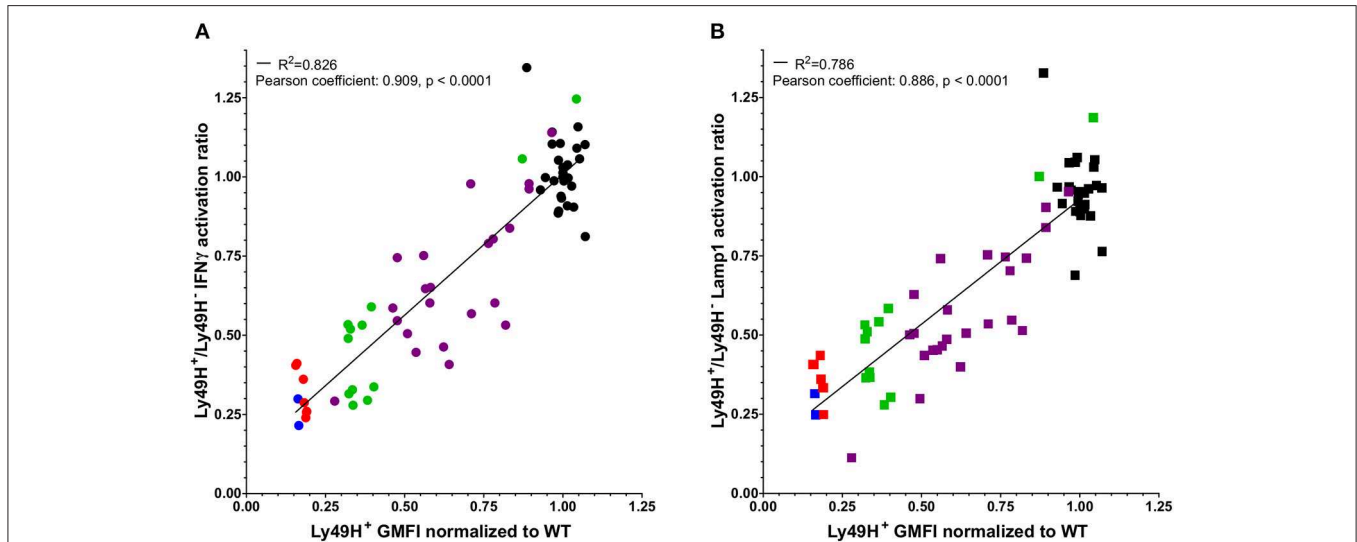 A
— R²=0.826
Pearson coefficient: 0.909, p < 0.0001
Ly49H⁺/Ly49H⁻ IFNγ activation ratio
1.25
1.00
0.75
0.50
0.25
0.00
0.00 0.25 0.50 0.75 1.00 1.25
Ly49H⁺ GMFI normalized to WT
B
— R²=0.786
Pearson coefficient: 0.886, p < 0.0001
Ly49H⁺/Ly49H⁻ Lamp1 activation ratio
1.25
1.00
0.75
0.50
0.25
0.00
0.00 0.25 0.50 0.75 1.00 1.25
Ly49H⁺ GMFI normalized to WT